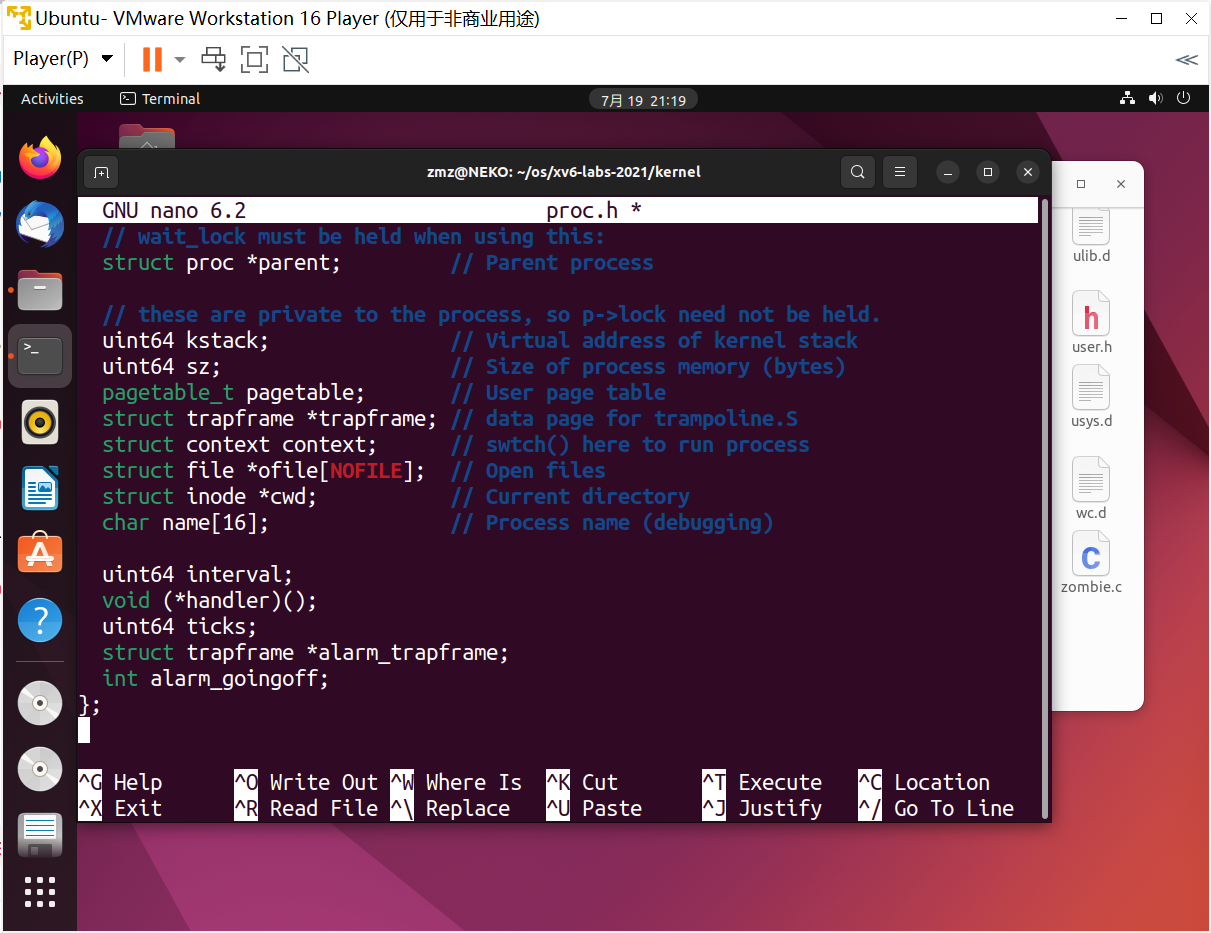 Ubuntu- VMware Workstation 16 Player (仅用于非商业用途)
Player(P)
Activities
Terminal
7月 19 21:19
zmz@NEKO: ~/os/xv6-labs-2021/kernel
GNU nano 6.2 proc.h *
// wait_lock must be held when using this:
struct proc *parent; // Parent process
// these are private to the process, so p->lock need not be held.
uint64 kstack; // Virtual address of kernel stack
uint64 sz; // Size of process memory (bytes)
pagetable_t pagetable; // User page table
struct trapframe *trapframe; // data page for trampoline.S
struct context context; // swtch() here to run process
struct file *ofile[NOFILE]; // Open files
struct inode *cwd; // Current directory
char name[16]; // Process name (debugging)
uint64 interval;
void (*handler)();
uint64 ticks;
struct trapframe *alarm_trapframe;
int alarm_goingoff;
};
^G Help ^O Write Out ^W Where Is ^K Cut ^T Execute ^C Location
^X Exit ^R Read File ^\ Replace ^U Paste ^J Justify ^/ Go To Line
ulib.d
h
user.h
usys.d
wc.d
C
zombie.c